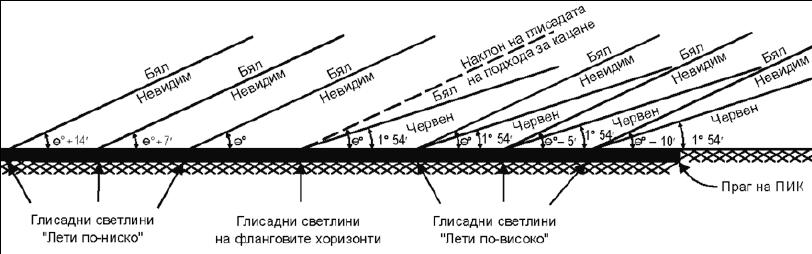 Бял
Невидим
Бял
Невидим
Бял
Невидим
Наклон на глисадата
на подхода за кацане
Бял
Червен
Бял
Невидим
Червен
Бял
Невидим
Червен
Бял
Невидим
Червен
ө°+14′
ө°+7′
ө°
ө°
1° 54′
ө°
1° 54′
ө°– 5′
1° 54′
ө°– 10′
1° 54′
Праг на ПИК
Глисадни светлини
"Лети по-ниско"
Глисадни светлини
на фланговите хоризонти
Глисадни светлини
"Лети по-високо"